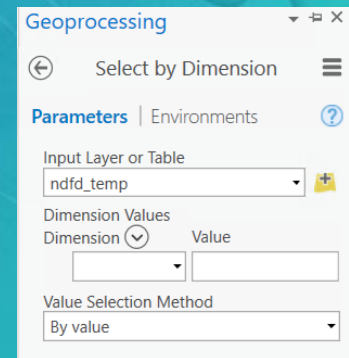 Geoprocessing
Select by Dimension
Parameters | Environments
Input Layer or Table
ndfd_temp
Dimension Values
Dimension Value
Value Selection Method
By value